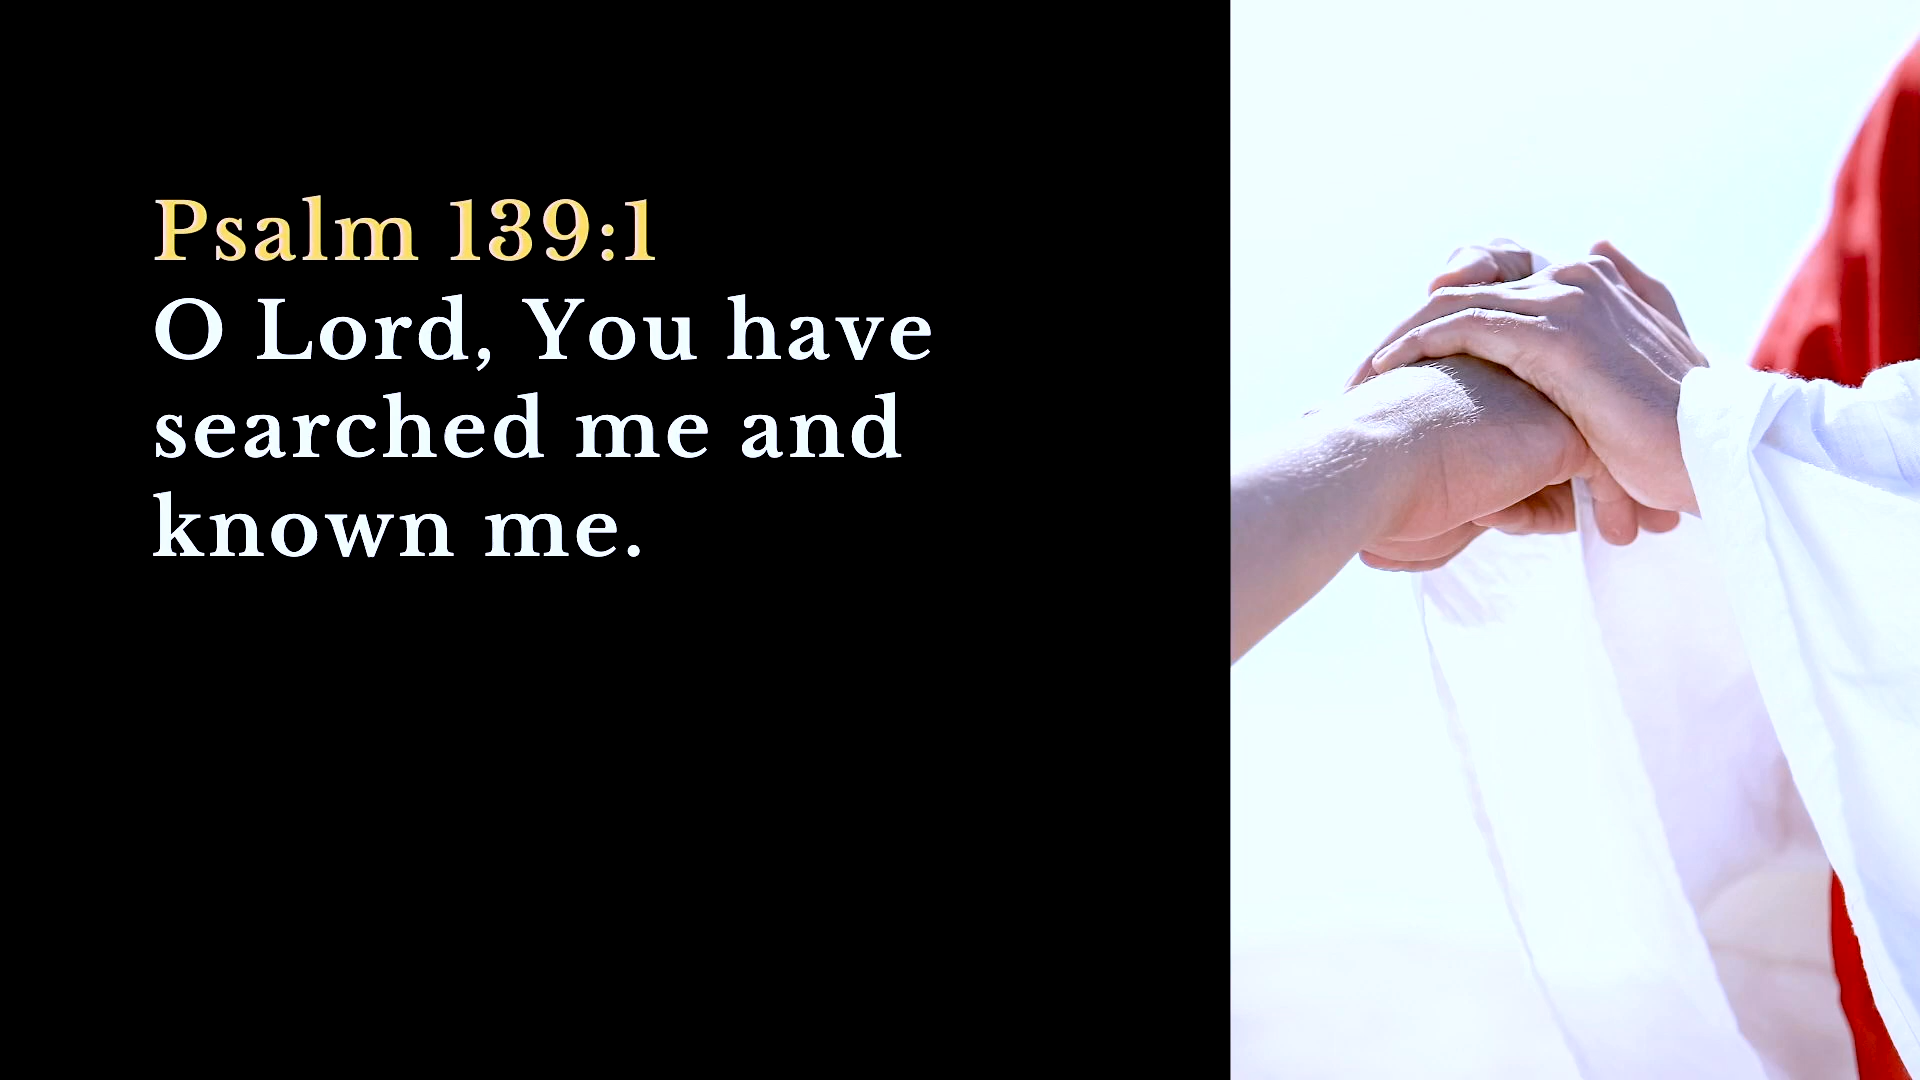 Psalm 139:1
O Lord, You have
searched me and
known me.